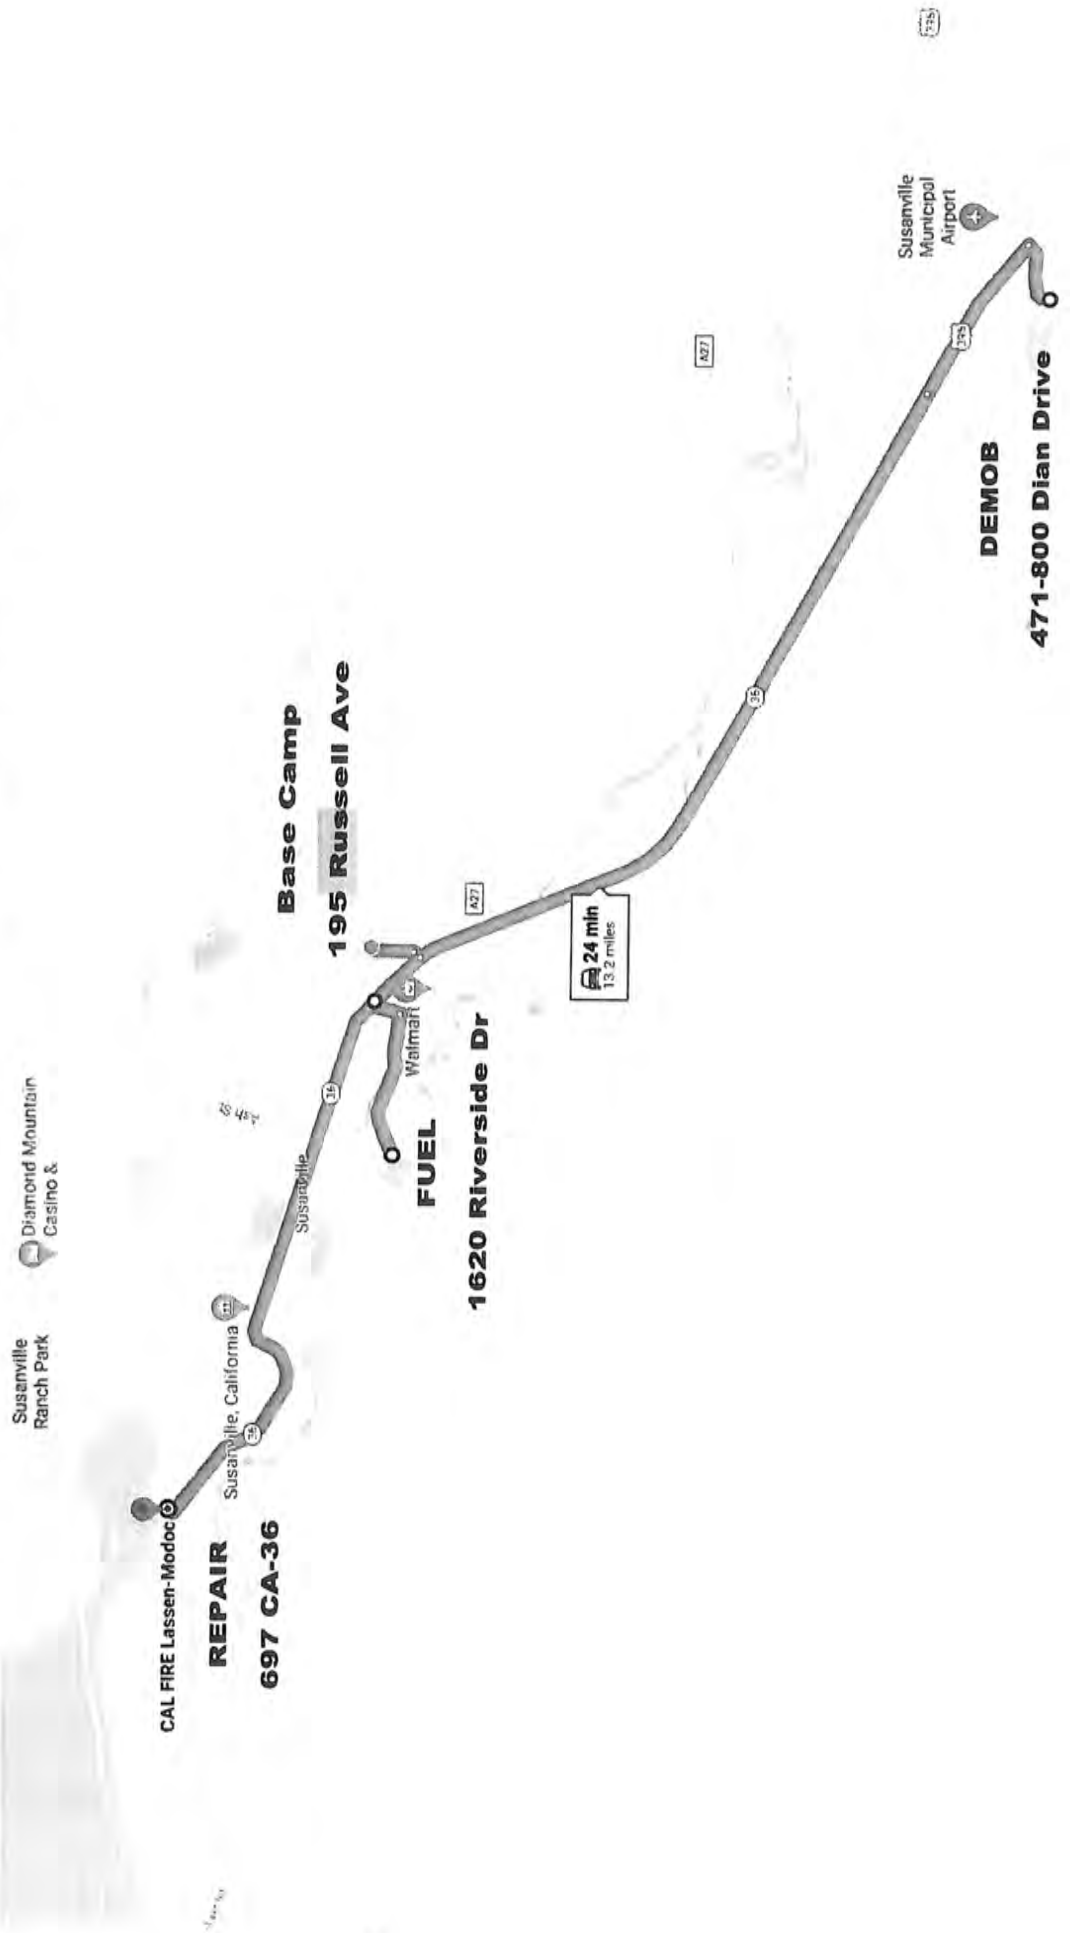 Susanville
Ranch Park
Diamond Mountain
Casino &
CAL FIRE Lassen-Modoc
REPAIR
697 CA-36
36
Susanville, California
Susanville
36
Base Camp
195 Russell Ave
Walmart
FUEL
1620 Riverside Dr
A27
24 min
13.2 miles
36
A27
395
Susanville
Municipal
Airport
DEMOB
471-800 Dian Drive
395